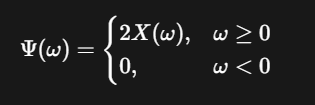 Ψ(ω) = { 2X(ω), ω ≥ 0
0, ω < 0